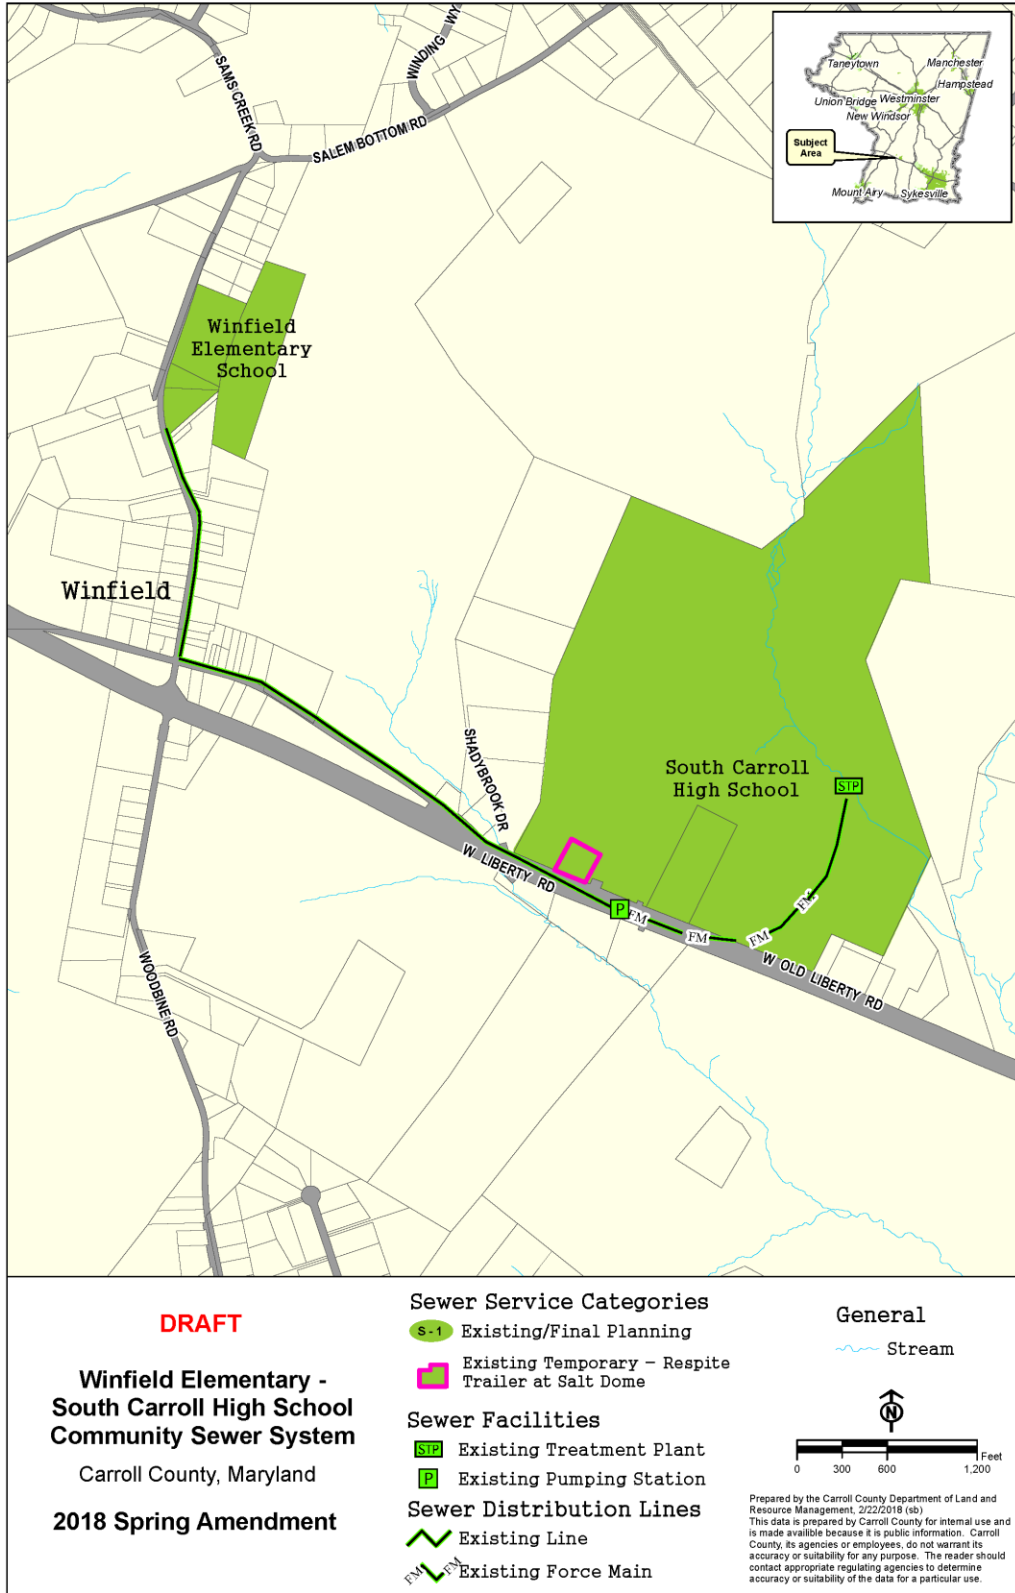 SAMS CREEK RD
WINDING WY
SALEM BOTTOM RD
Taneytown
Manchester
Hampstead
Union Bridge
Westminster
New Windsor
Subject
Area
Mount Airy
Sykesville
Winfield
Elementary
School
Winfield
SHADYBROOK DR
South Carroll
High School
STP
W LIBERTY RD
P
FM
FM
FM
FM
W OLD LIBERTY RD
WOODBINE RD
DRAFT
Winfield Elementary -
South Carroll High School
Community Sewer System
Carroll County, Maryland
2018 Spring Amendment
Sewer Service Categories
S - 1 Existing/Final Planning
Existing Temporary – Respite
Trailer at Salt Dome
Sewer Facilities
STP Existing Treatment Plant
P Existing Pumping Station
Sewer Distribution Lines
Existing Line
FM FM Existing Force Main
General
Stream
N
Feet
0 300 600 1,200
Prepared by the Carroll County Department of Land and
Resource Management, 2/22/2018 (sb)
This data is prepared by Carroll County for internal use and
is made availible because it is public information. Carroll
County, its agencies or employees, do not warrant its
accuracy or suitability for any purpose. The reader should
contact appropriate regulating agencies to determine
accuracy or suitability of the data for a particular use.